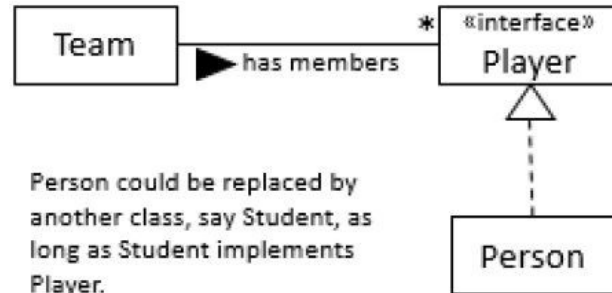 Team
*
«interface»
Player
has members
Person could be replaced by
another class, say Student, as
long as Student implements
Player.
Person